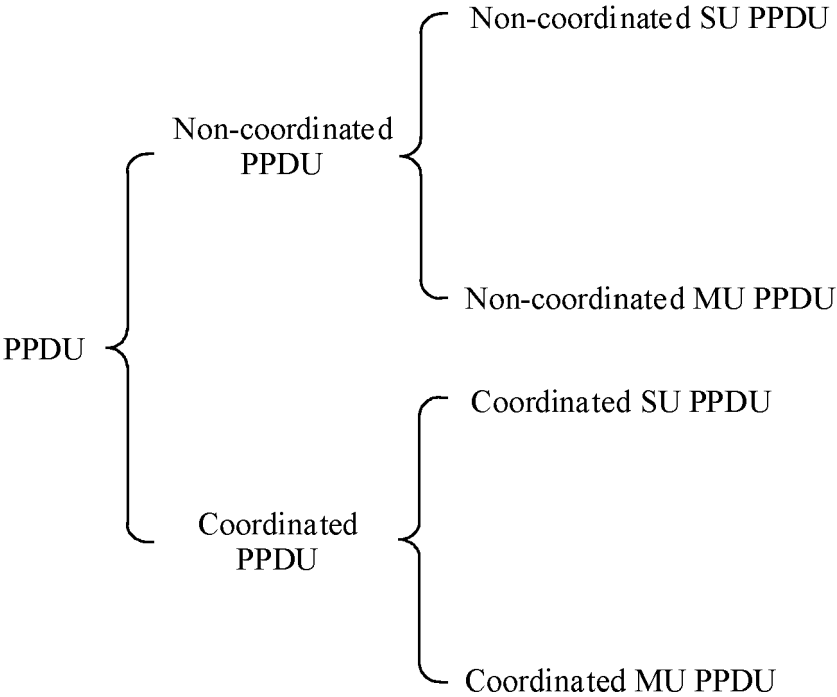 Non-coordinated SU PPDU
Non-coordinated
PPDU
Non-coordinated MU PPDU
PPDU
Coordinated SU PPDU
Coordinated
PPDU
Coordinated MU PPDU